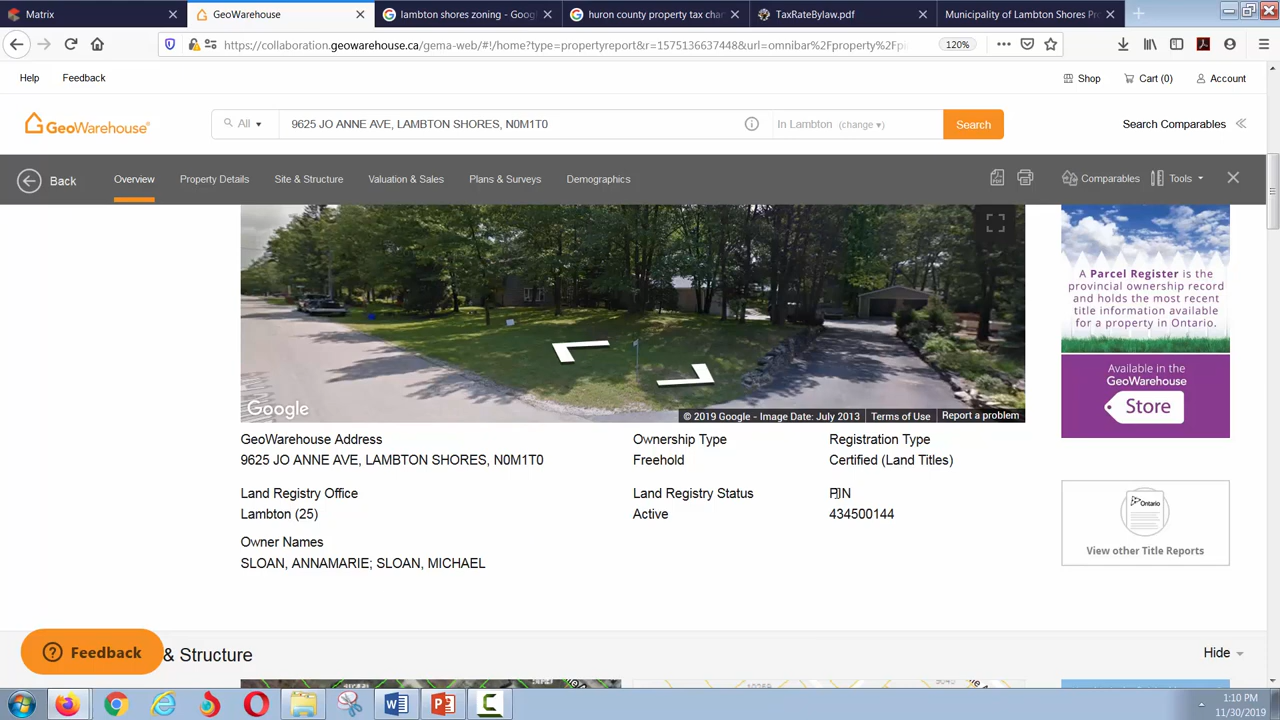 Matrix
GeoWarehouse
lambton shores zoning - Goog
huron county property tax cha
TaxRateBylaw.pdf
Municipality of Lambton Shores Pr
https://collaboration.geowarehouse.ca/gema-web/#!/home?type=propertyreport&r=1575136637448&url=omnibar%2Fproperty%2Fp
120%
Help
Feedback
Shop
Cart (0)
Account
GeoWarehouse
All
9625 JO ANNE AVE, LAMBTON SHORES, N0M1T0
In Lambton (change ▾)
Search
Search Comparables
Back
Overview
Property Details
Site & Structure
Valuation & Sales
Plans & Surveys
Demographics
Comparables
Tools
Google
© 2019 Google - Image Date: July 2013
Terms of Use
Report a problem
A Parcel Register is the
provincial ownership record
and holds the most recent
title information available
for a property in Ontario.
Available in the
GeoWarehouse
Store
GeoWarehouse Address
9625 JO ANNE AVE, LAMBTON SHORES, N0M1T0
Ownership Type
Freehold
Registration Type
Certified (Land Titles)
Land Registry Office
Lambton (25)
Land Registry Status
Active
PIN
434500144
Owner Names
SLOAN, ANNAMARIE; SLOAN, MICHAEL
Ontario
View other Title Reports
Feedback
& Structure
Hide
1:10 PM
11/30/2019